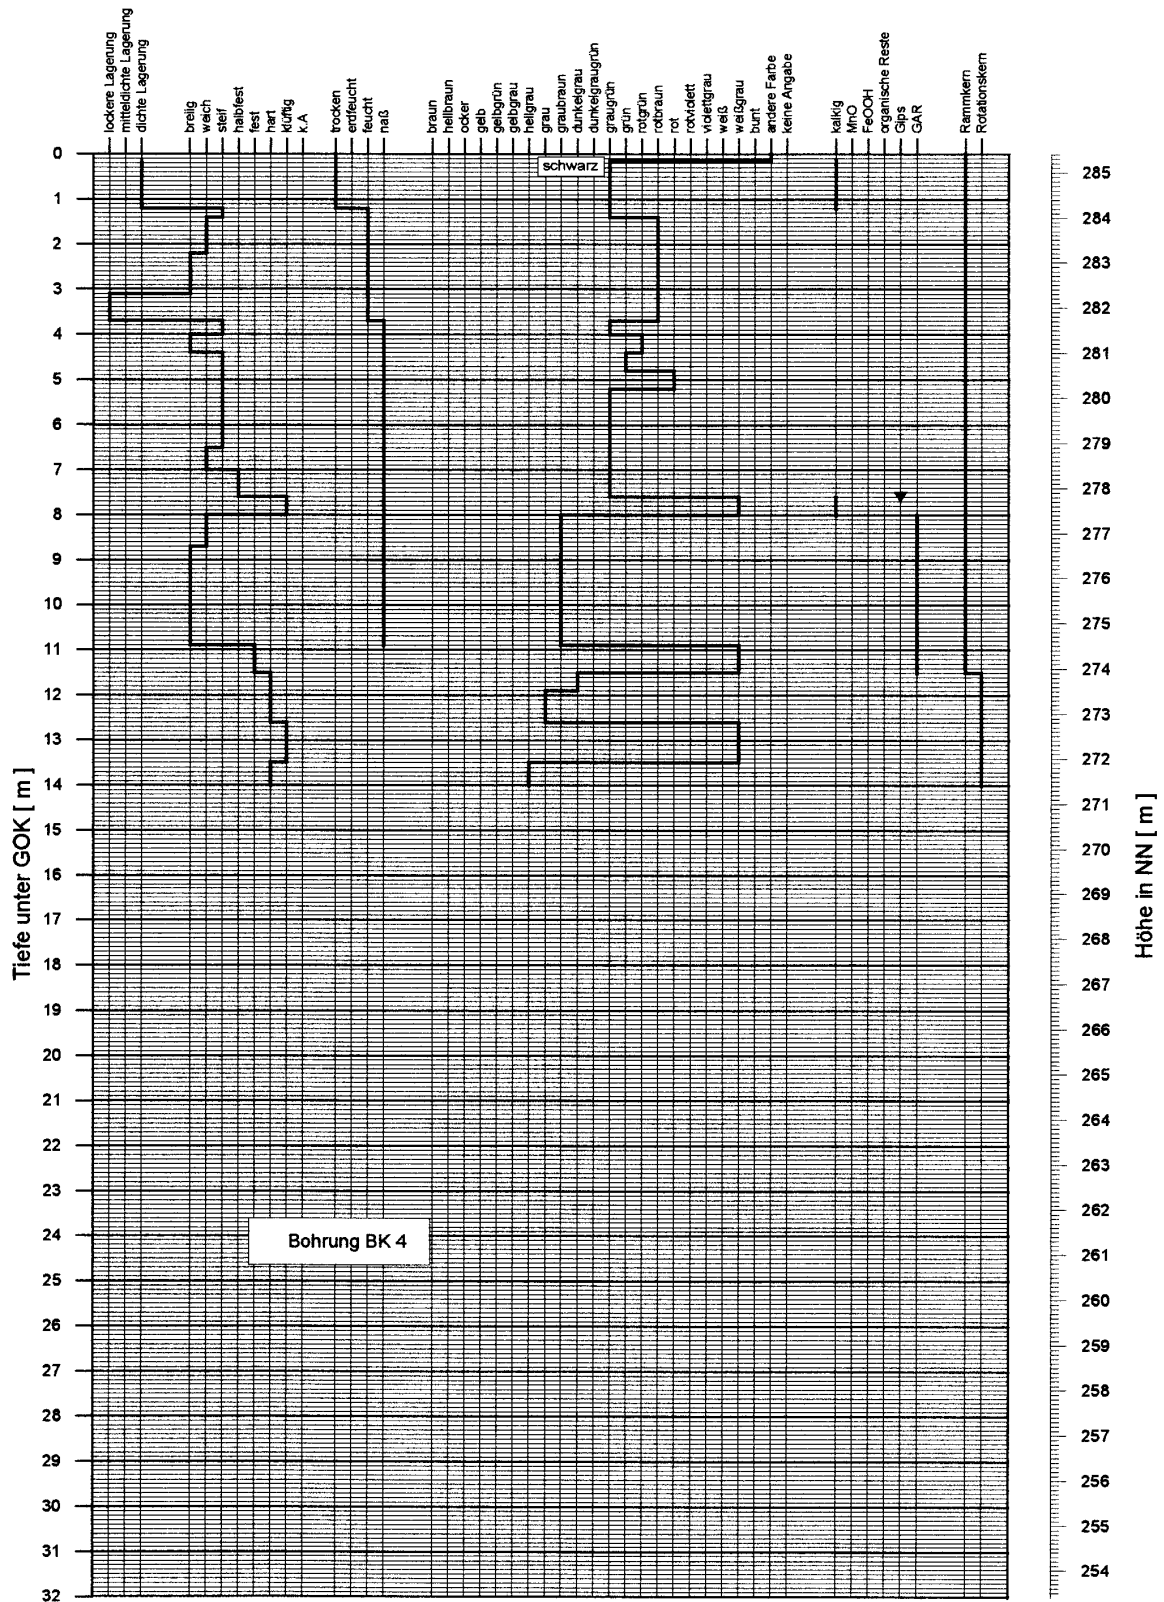 lockere Lagerung
mitteldichte Lagerung
dichte Lagerung
breiig
weich
steif
halbfest
fest
hart
klüftig
k.A
trocken
erdfeucht
feucht
naß
braun
hellbraun
ocker
gelb
gelbgrün
gelbgrau
hellgrau
grau
graubraun
dunkelgrau
dunkelgraugrün
graugrün
grün
rotgrün
rotbraun
rot
rotviolett
violettgrau
weiß
weißgrau
bunt
andere Farbe
keine Angabe
kalkig
MnO
FeOOH
organische Reste
Gips
GAR
Rammkern
Rotationskern
schwarz
Tiefe unter GOK [ m ]
0
1
2
3
4
5
6
7
8
9
10
11
12
13
14
15
16
17
18
19
20
21
22
23
24
25
26
27
28
29
30
31
32
Bohrung BK 4
285
284
283
282
281
280
279
278
277
276
275
274
273
272
271
270
269
268
267
266
265
264
263
262
261
260
259
258
257
256
255
254
Höhe in NN [ m ]